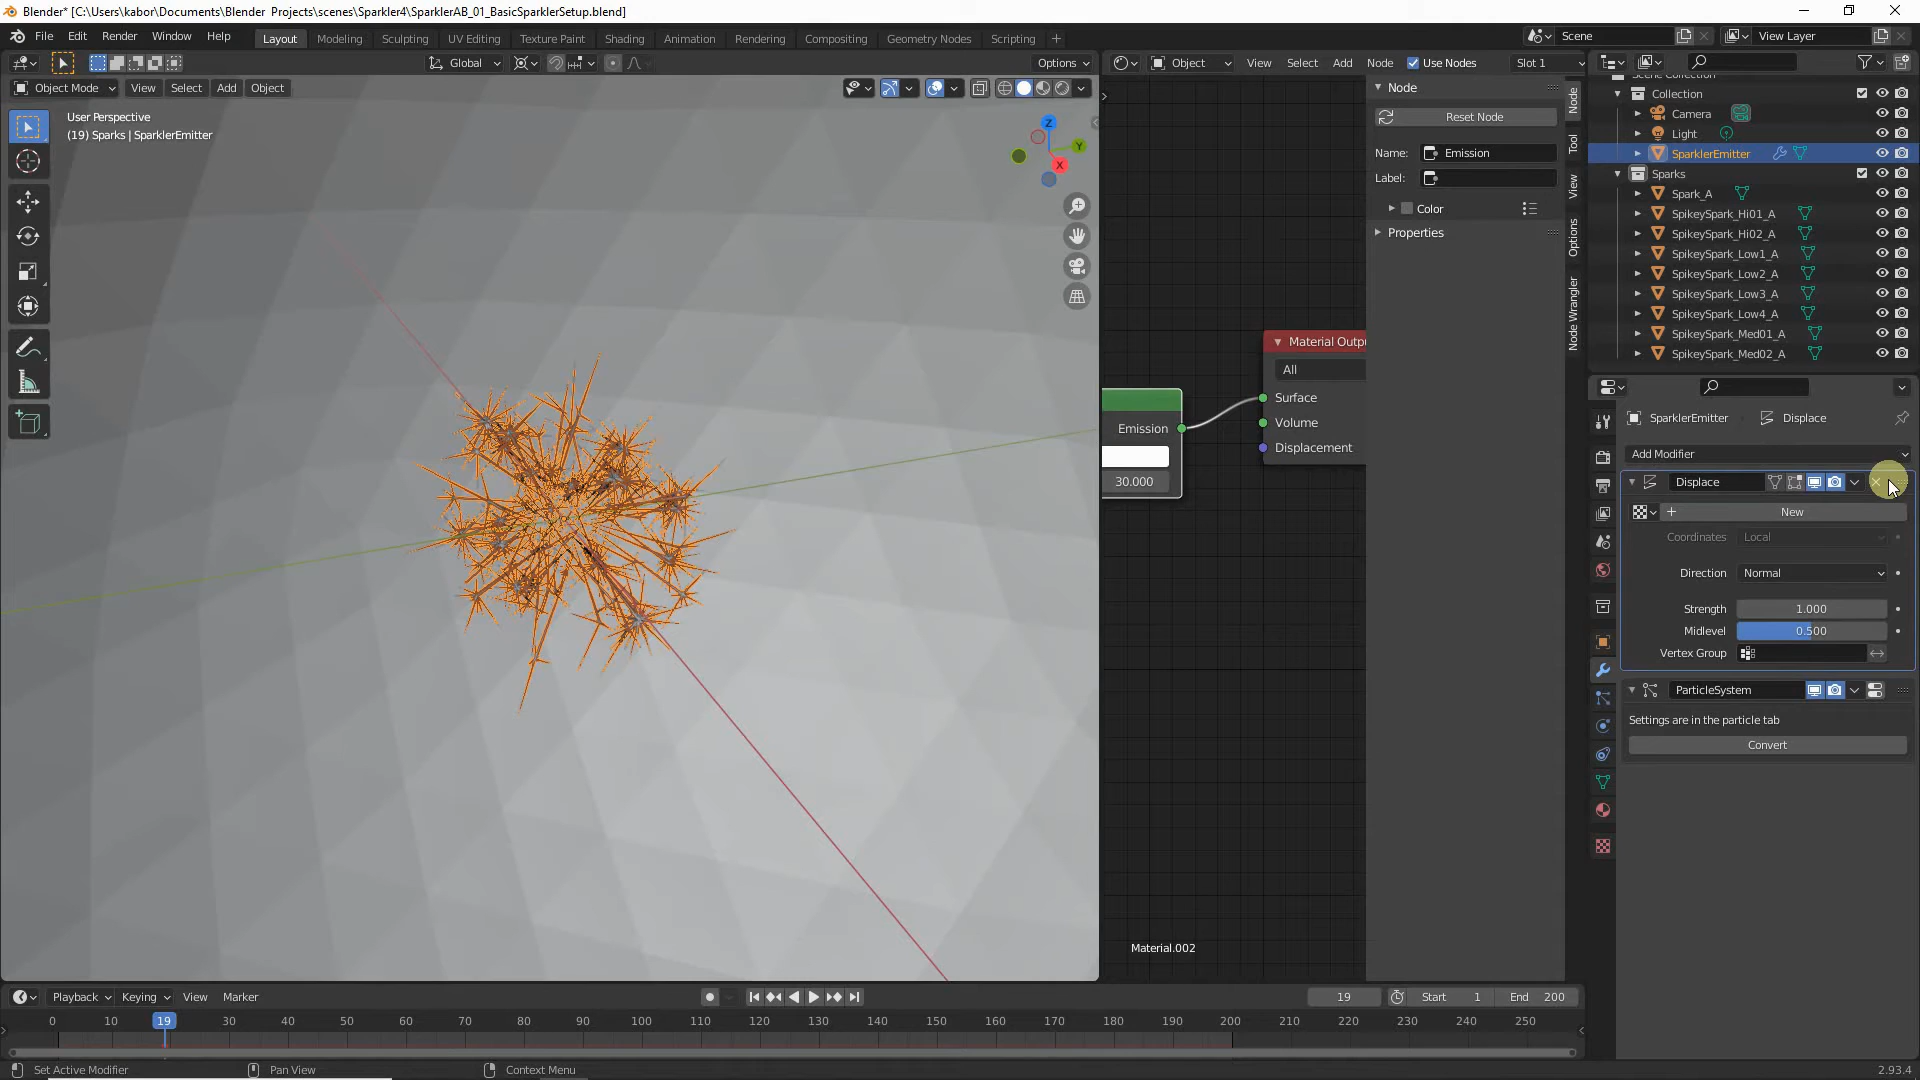 Blender* [C:\Users\kabor\Documents\Blender Projects\scenes\Sparkler4\SparklerAB_01_BasicSparklerSetup.blend]
File Edit Render Window Help Layout Modeling Sculpting UV Editing Texture Paint Shading Animation Rendering Compositing Geometry Nodes Scripting + Scene View Layer
Global Options Object View Select Add Node Use Nodes Slot 1
Object Mode View Select Add Object
User Perspective
(19) Sparks | SparklerEmitter
Z
Y
X
Emission
30.000
Material Outpu
All
Surface
Volume
Displacement
Material.002
Node
Reset Node
Name: Emission
Label:
Color
Properties
Node
Tool
View
Options
Node Wrangler
Scene Collection
Collection
Camera
Light
SparklerEmitter
Sparks
Spark_A
SpikeySpark_Hi01_A
SpikeySpark_Hi02_A
SpikeySpark_Low1_A
SpikeySpark_Low2_A
SpikeySpark_Low3_A
SpikeySpark_Low4_A
SpikeySpark_Med01_A
SpikeySpark_Med02_A
SparklerEmitter Displace
Add Modifier
Displace
New
Coordinates Local
Direction Normal
Strength 1.000
Midlevel 0.500
Vertex Group
ParticleSystem
Settings are in the particle tab
Convert
Playback Keying View Marker 19 Start 1 End 200
0 10 19 30 40 50 60 70 80 90 100 110 120 130 140 150 160 170 180 190 200 210 220 230 240 250
Set Active Modifier Pan View Context Menu 2.93.4